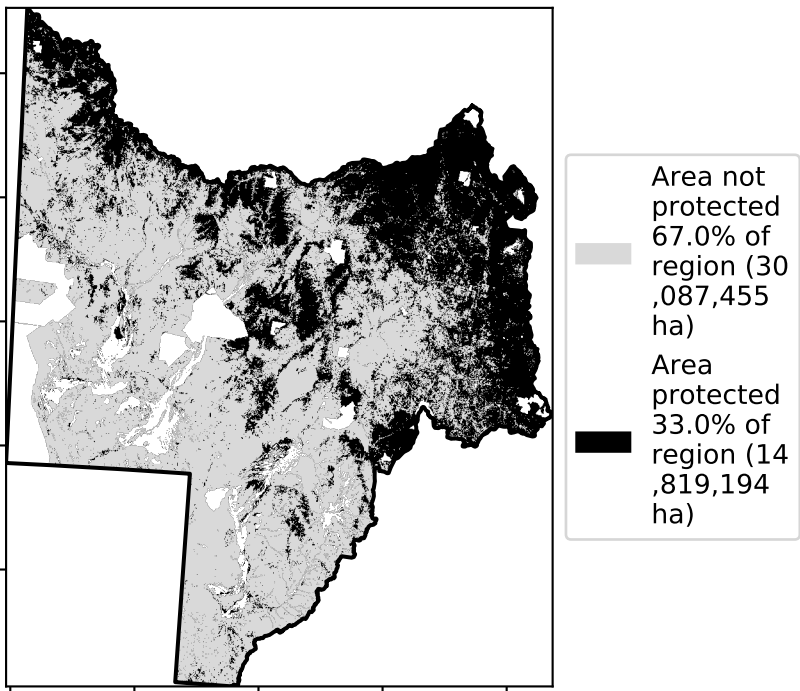 Area not
protected
67.0% of
region (30
,087,455
ha)
Area
protected
33.0% of
region (14
,819,194
ha)